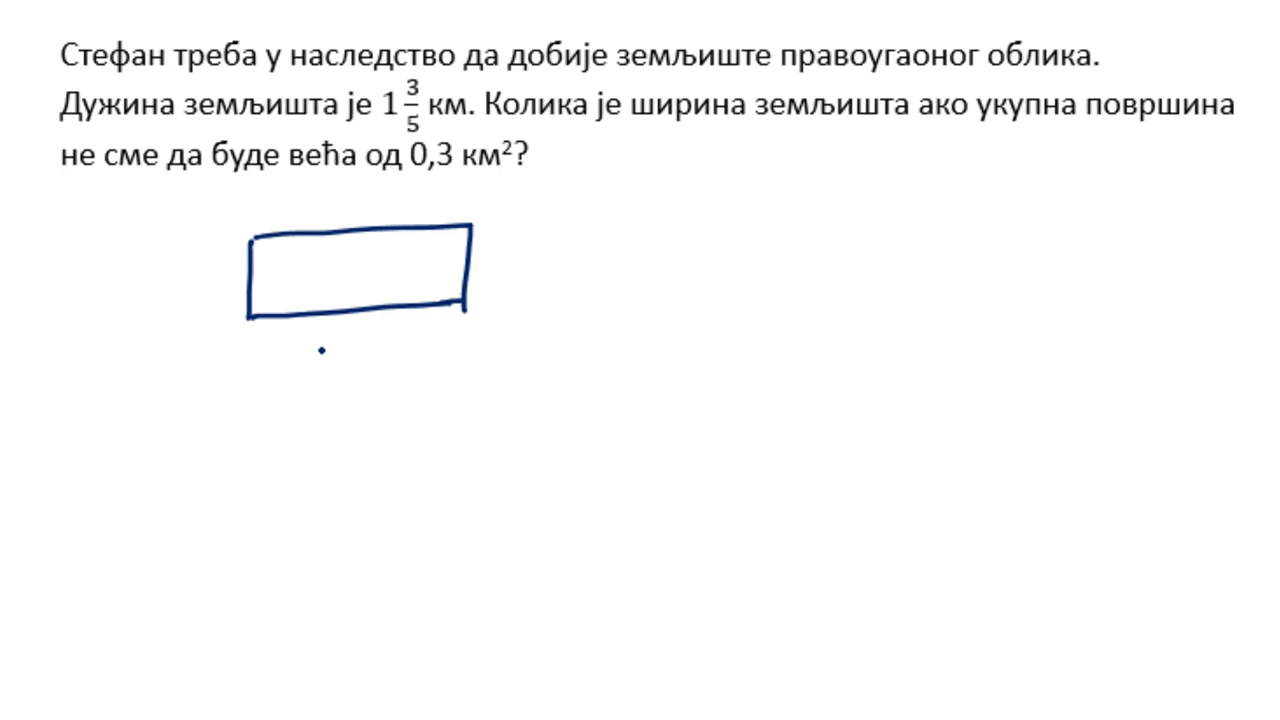 Стефан треба у наследство да добије земљиште правоугаоног облика.
Дужина земљишта је 1 3/5 км. Колика је ширина земљишта ако укупна површина
не сме да буде већа од 0,3 км²?